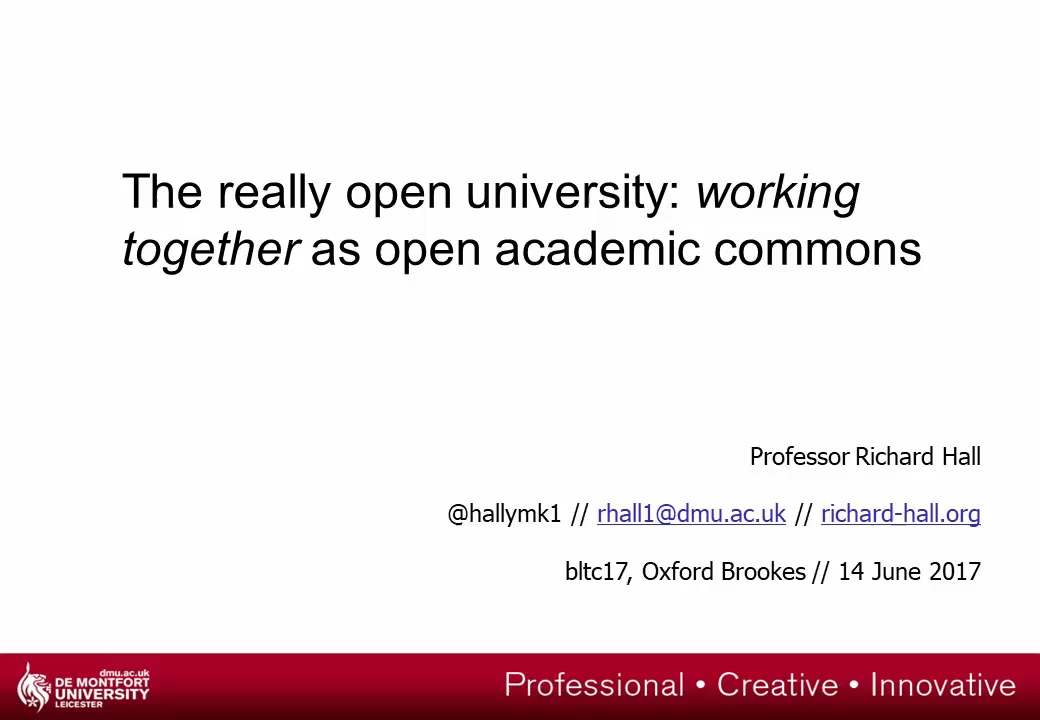 The really open university: working
together as open academic commons
Professor Richard Hall
@hallymk1 // rhall1@dmu.ac.uk // richard-hall.org
bltc17, Oxford Brookes // 14 June 2017
dmu.ac.uk
DE MONTFORT
UNIVERSITY
LEICESTER
Professional • Creative • Innovative